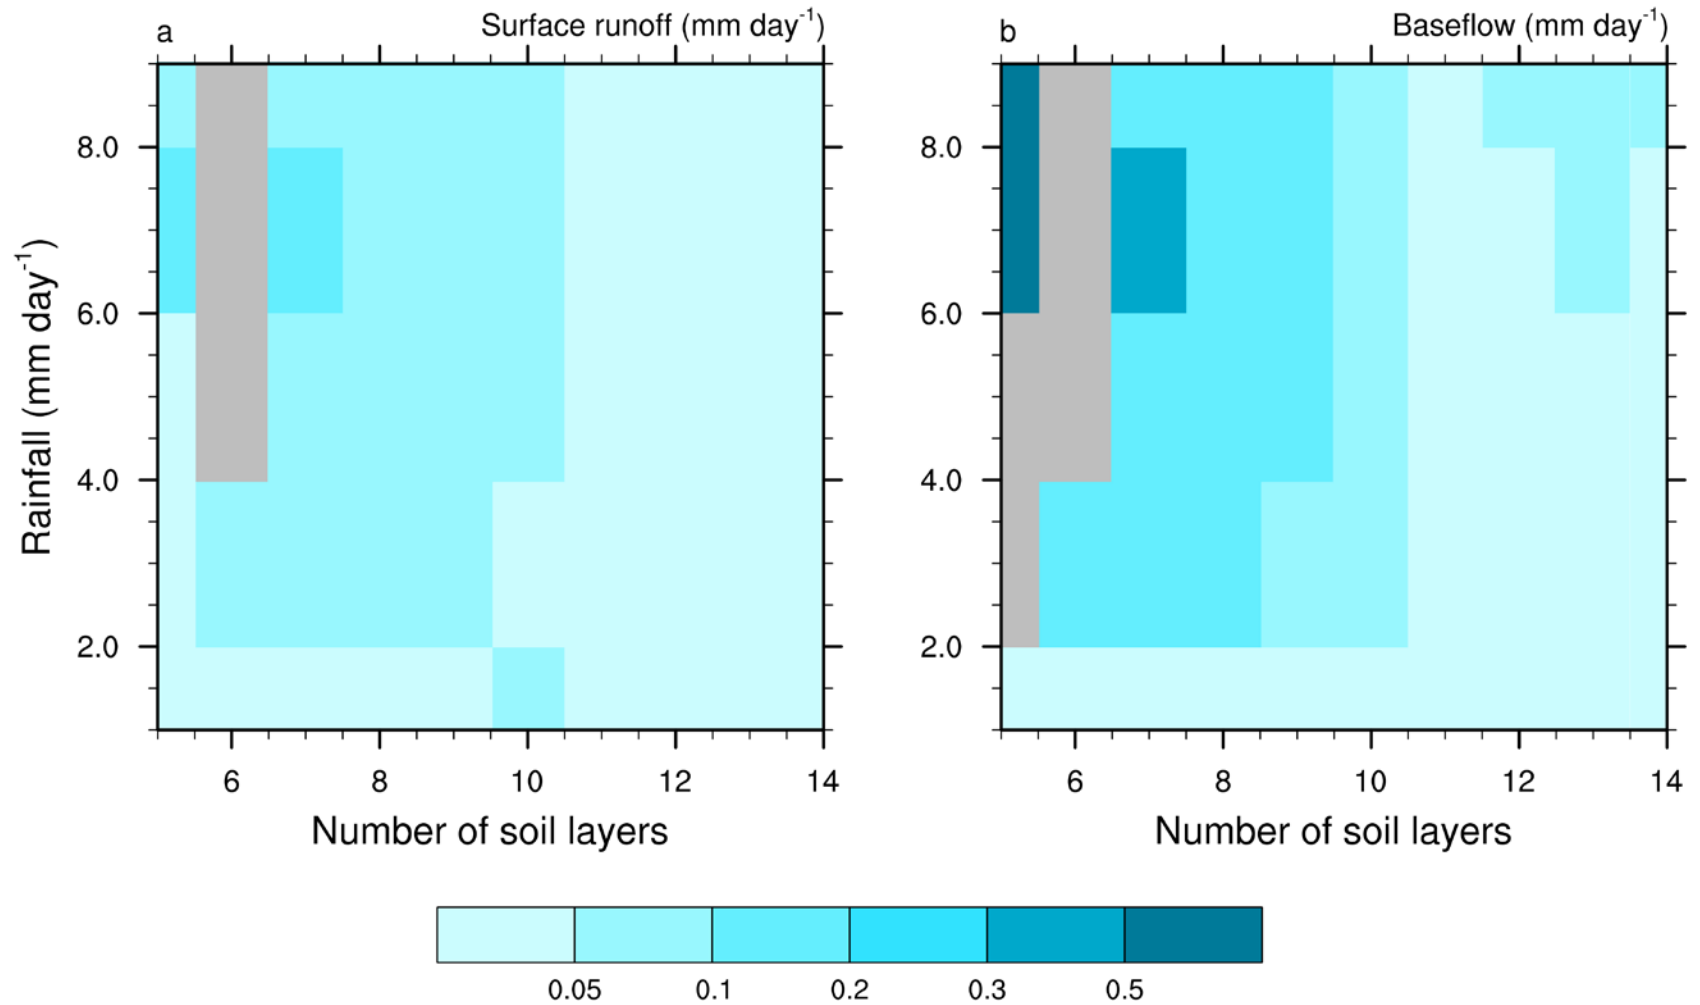 a
Surface runoff (mm day⁻¹)
b
Baseflow (mm day⁻¹)
Rainfall (mm day⁻¹)
8.0
6.0
4.0
2.0
8.0
6.0
4.0
2.0
6 8 10 12 14
6 8 10 12 14
Number of soil layers
Number of soil layers
0.05 0.1 0.2 0.3 0.5